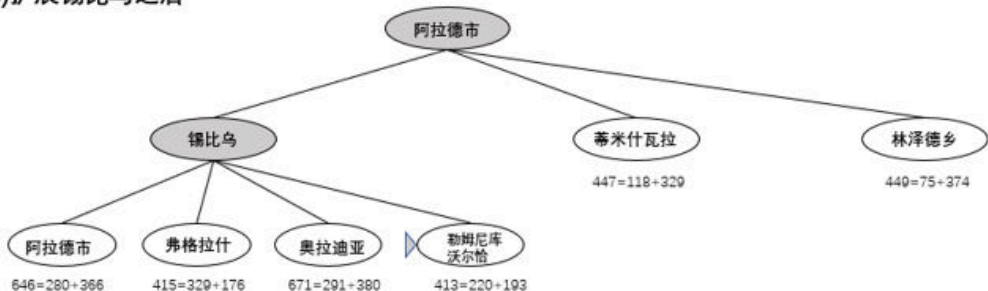 阿拉德市
锡比乌
蒂米什瓦拉
林泽德乡
447=118+329
449=75+374
阿拉德市
弗格拉什
奥拉迪亚
勒姆尼库
沃尔恰
646=280+366
415=329+176
671=291+380
413=220+193